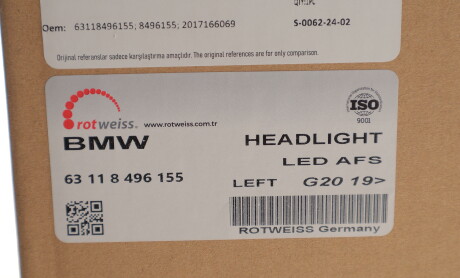 Oem: 63118496155; 8496155; 2017166069
S-0062-24-02
Orijinal referanslar sadece karşılaştırma amaçlıdır. The original references are for only comparison.
rotweiss. www.rotweiss.com.tr
ISO
9001
BMW
HEADLIGHT
LED AFS
63 11 8 496 155
LEFT G20 19>
ROTWEISS Germany